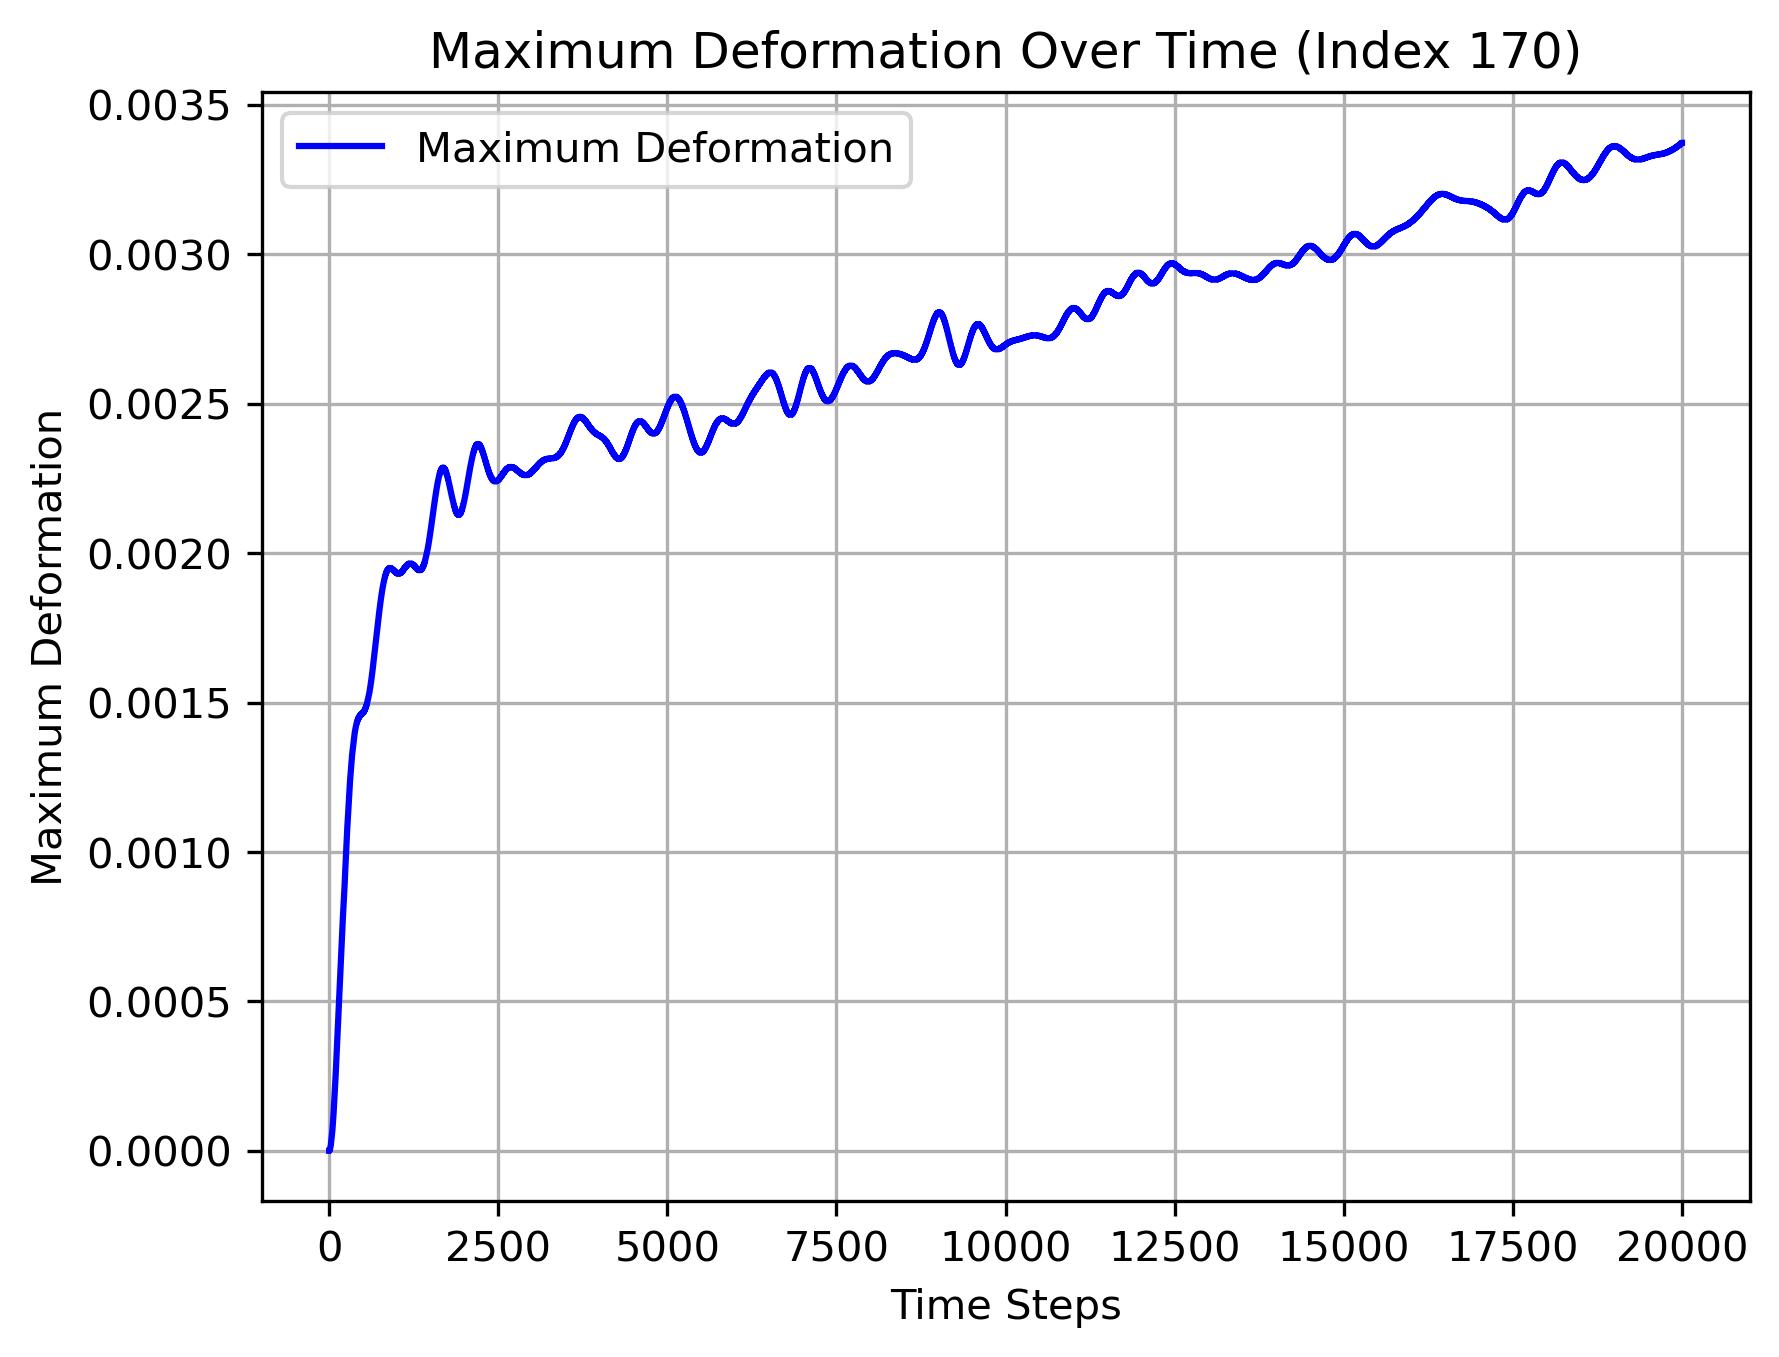 Maximum Deformation Over Time (Index 170)
Maximum Deformation
0.0035
0.0030
0.0025
0.0020
0.0015
0.0010
0.0005
0.0000
Maximum Deformation
0 2500 5000 7500 10000 12500 15000 17500 20000
Time Steps